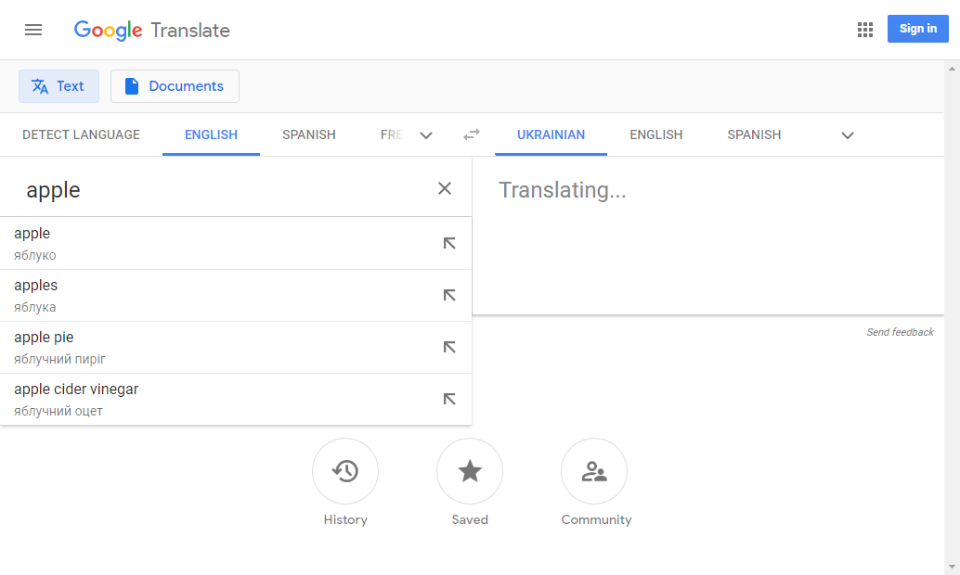 Google Translate
Sign in
Text
Documents
DETECT LANGUAGE
ENGLISH
SPANISH
FRE
UKRAINIAN
ENGLISH
SPANISH
apple
Translating...
apple
яблуко
apples
яблука
apple pie
яблучний пиріг
apple cider vinegar
яблучний оцет
Send feedback
History
Saved
Community